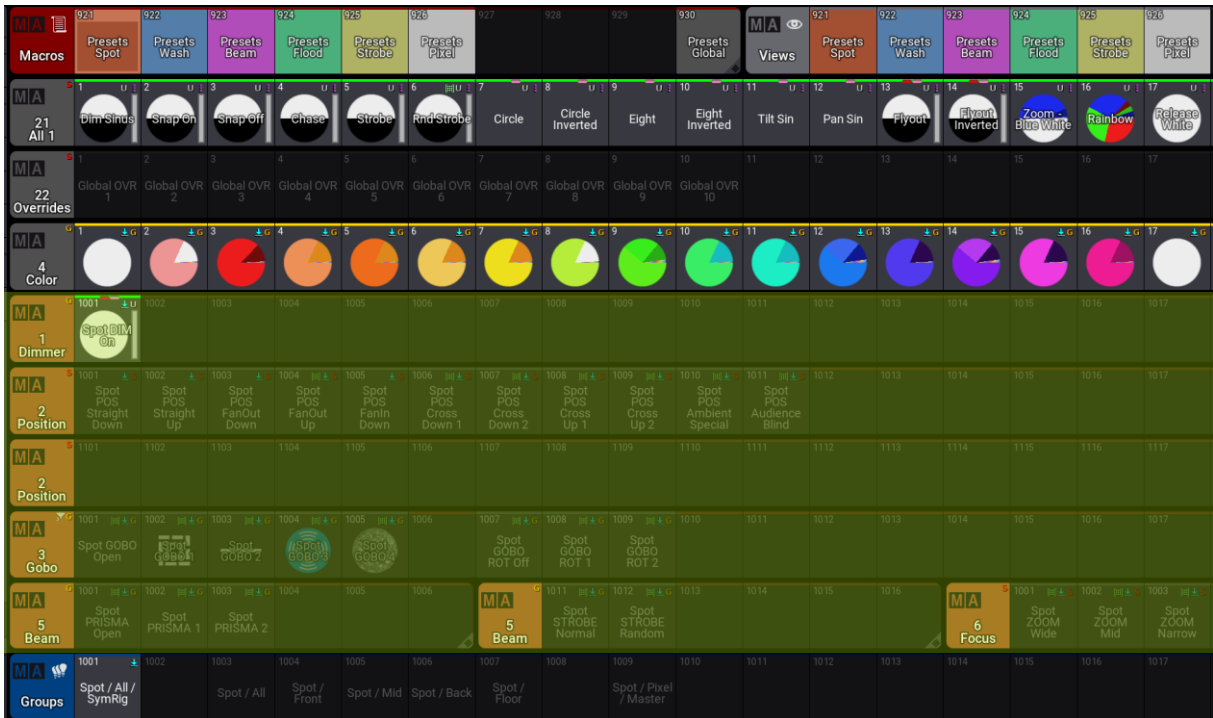 921 922 923 924 925 926 927 928 929 930 921 922 923 924 925 926
MA Macros Presets Spot Presets Wash Presets Beam Presets Flood Presets Strobe Presets Pixel Presets Global MA Views Presets Spot Presets Wash Presets Beam Presets Flood Presets Strobe Presets Pixel
MA S 1 U 2 U 3 U 4 U 5 U 6 U 7 U 8 U 9 U 10 U 11 U 12 U 13 U 14 U 15 U 16 U 17 U
21 All 1 Dim Sinus Snap On Snap Off Chase Strobe Rnd Strobe Circle Circle Inverted Eight Eight Inverted Tilt Sin Pan Sin Flyout Flyout Inverted Zoom - Blue White Rainbow Release White
MA S 1 2 3 4 5 6 7 8 9 10 11 12 13 14 15 16 17
22 Overrides Global OVR 1 Global OVR 2 Global OVR 3 Global OVR 4 Global OVR 5 Global OVR 6 Global OVR 7 Global OVR 8 Global OVR 9 Global OVR 10
MA G 1 G 2 G 3 G 4 G 5 G 6 G 7 G 8 G 9 G 10 G 11 G 12 G 13 G 14 G 15 G 16 G 17 G
4 Color
MA G 1001 U 1002 1003 1004 1005 1006 1007 1008 1009 1010 1011 1012 1013 1014 1015 1016 1017
1 Dimmer Spot DIM On
MA S 1001 1002 1003 1004 1005 1006 1007 1008 1009 1010 1011 1012 1013 1014 1015 1016 1017
2 Position Spot POS Straight Down Spot POS Straight Up Spot POS FanOut Down Spot POS FanOut Up Spot POS FanIn Down Spot POS Cross Down 1 Spot POS Cross Down 2 Spot POS Cross Up 1 Spot POS Cross Up 2 Spot POS Ambient Special Spot POS Audience Blind
MA S 1101 1102 1103 1104 1105 1106 1107 1108 1109 1110 1111 1112 1113 1114 1115 1116 1117
2 Position
MA G 1001 G 1002 G 1003 G 1004 G 1005 G 1006 1007 G 1008 G 1009 G 1010 1011 1012 1013 1014 1015 1016 1017
3 Gobo Spot GOBO Open Spot GOBO 1 Spot GOBO 2 Spot GOBO 3 Spot GOBO Spot GOBO ROT Off Spot GOBO ROT 1 Spot GOBO ROT 2
MA G 1001 G 1002 G 1003 G 1004 1005 1006 MA G 1011 G 1012 G 1013 1014 1015 1016 MA S 1001 1002 1003
5 Beam Spot PRISMA Open Spot PRISMA 1 Spot PRISMA 2 5 Beam Spot STROBE Normal Spot STROBE Random 6 Focus Spot ZOOM Wide Spot ZOOM Mid Spot ZOOM Narrow
MA 1001 1002 1003 1004 1005 1006 1007 1008 1009 1010 1011 1012 1013 1014 1015 1016 1017
Groups Spot / All / SymRig Spot / All Spot / Front Spot / Mid Spot / Back Spot / Floor Spot / Pixel / Master